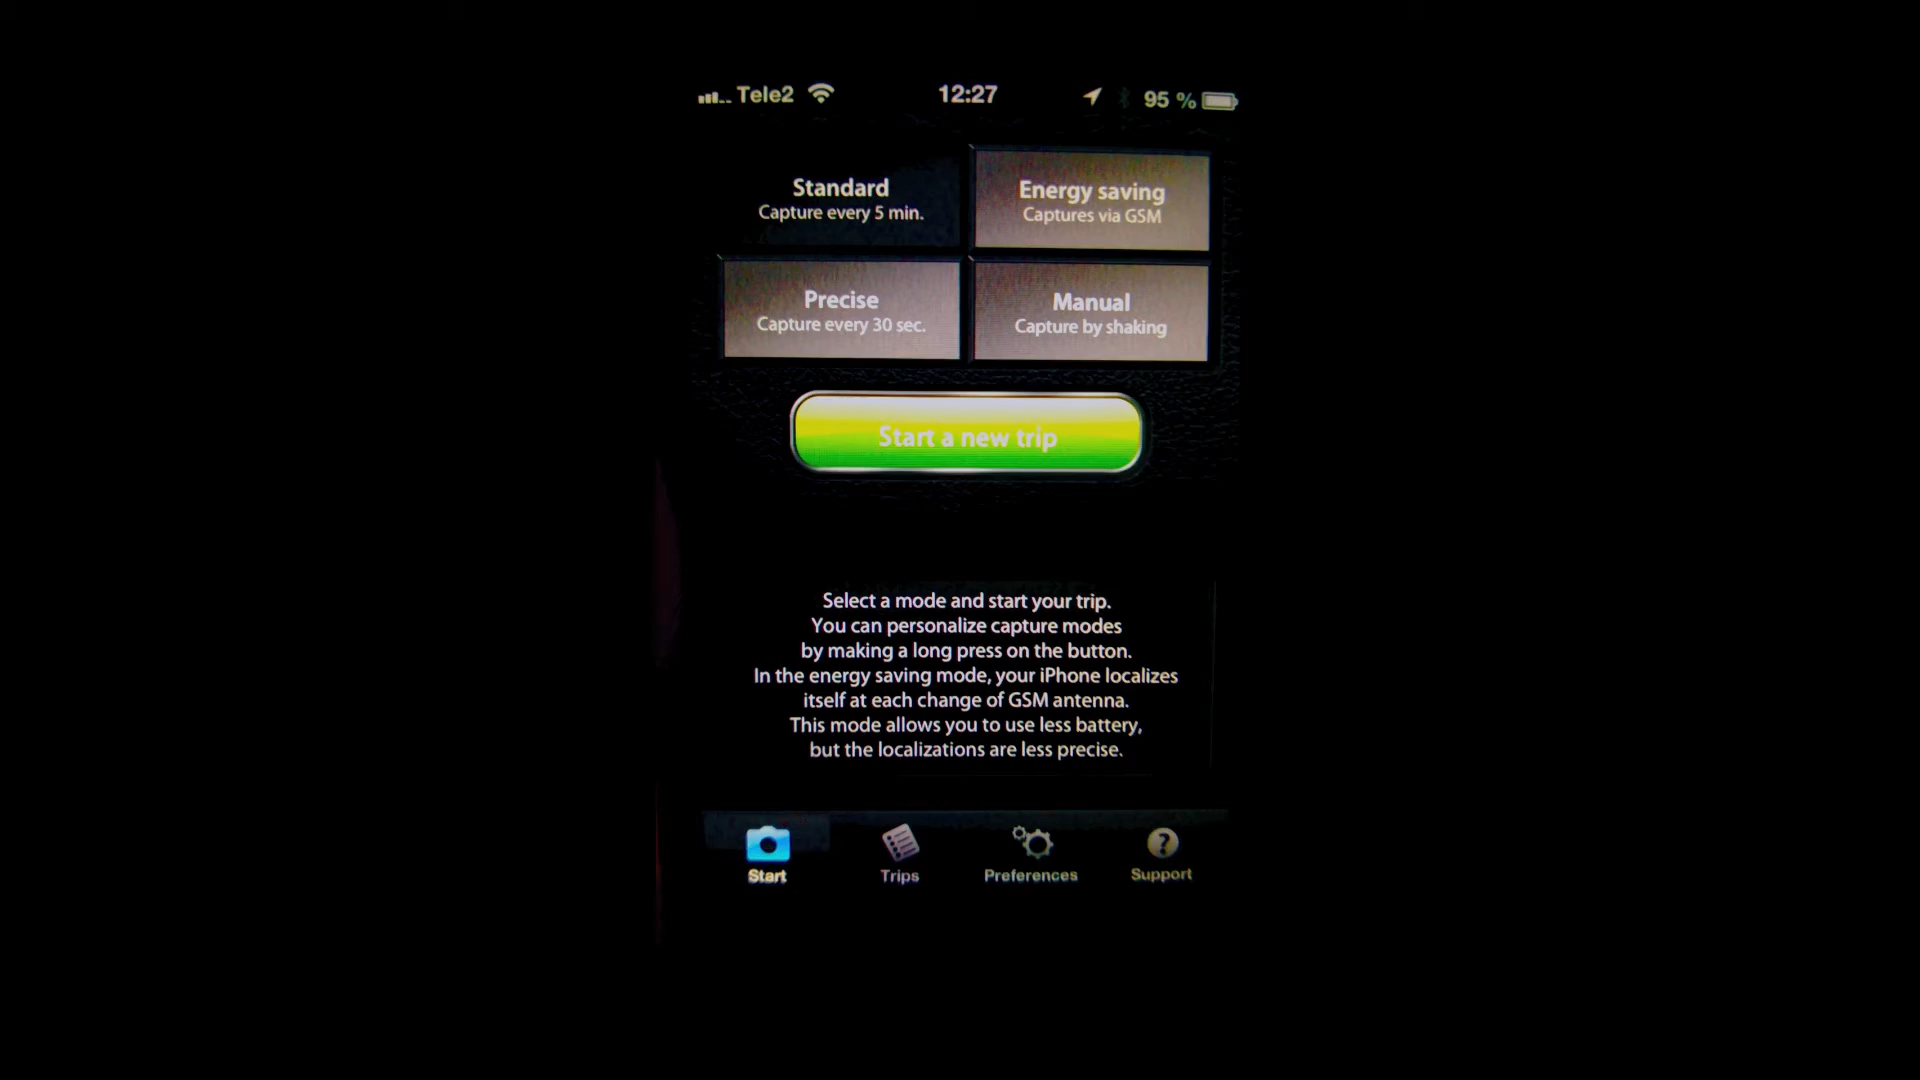 Tele2 12:27 95 %
Standard
Capture every 5 min.
Energy saving
Captures via GSM
Precise
Capture every 30 sec.
Manual
Capture by shaking
Start a new trip
Select a mode and start your trip.
You can personalize capture modes
by making a long press on the button.
In the energy saving mode, your iPhone localizes
itself at each change of GSM antenna.
This mode allows you to use less battery,
but the localizations are less precise.
Start Trips Preferences Support